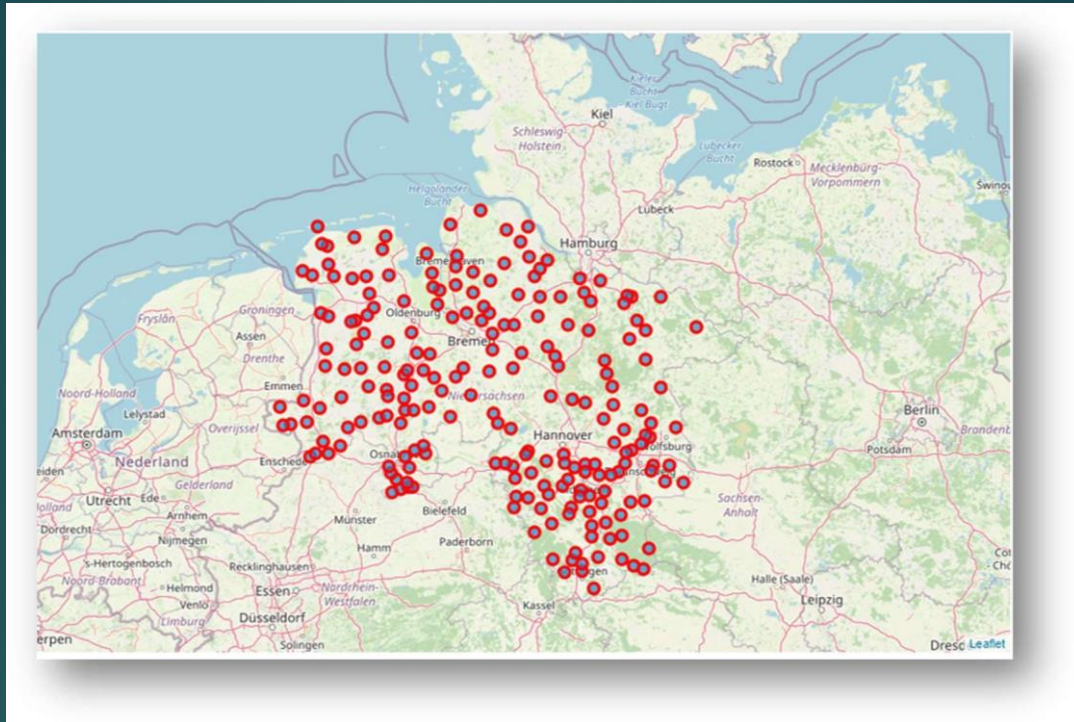 Kieler
Bucht
Kiel Bugt
Kiel
Schleswig-
Holstein
Lübecker
Bucht
Rostock
Mecklenburg-
Vorpommern
Helgoländer
Bucht
Lübeck
Hamburg
Groningen
Fryslân
Oldenburg
Assen
Bremen
Drenthe
Emmen
Noord-Holland
Lelystad
Overijssel
Berlin
Amsterdam
Hannover
Potsdam
Nederland
Enschede
Gelderland
Utrecht
Ede
Sachsen-
Anhalt
Arnhem
Münster
Bielefeld
Dordrecht
Nijmegen
Hamm
Paderborn
's-Hertogenbosch
Recklinghausen
Noord-Brabant
Helmond
Essen
Nordrhein-
Westfalen
Halle (Saale)
Venlo
Kassel
Leipzig
Limburg
Düsseldorf
Solingen
Leaflet